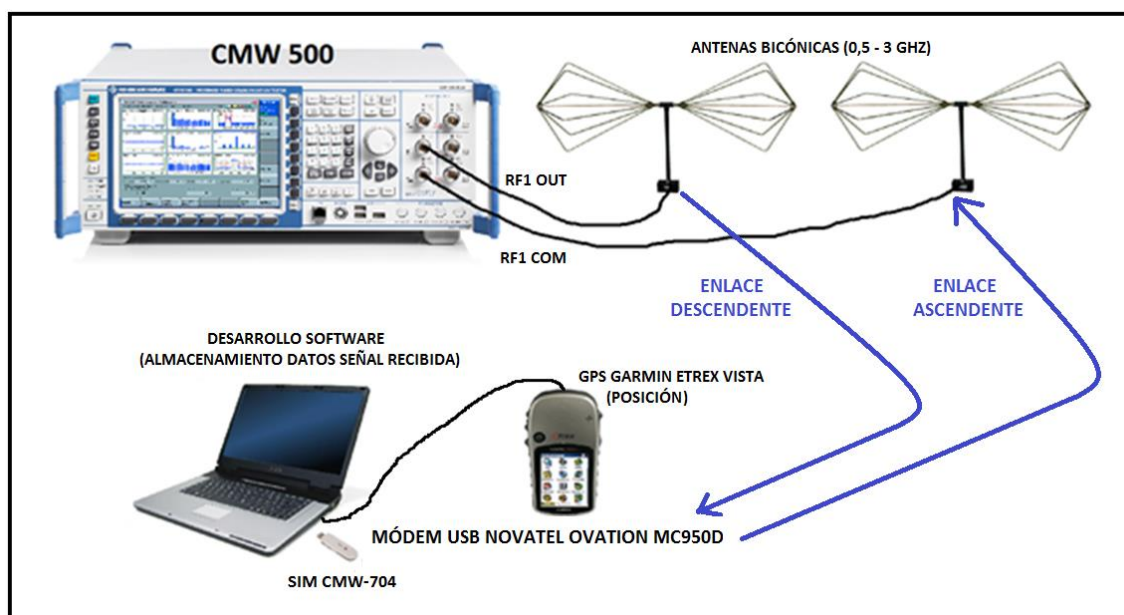 CMW 500
ANTENAS BICÓNICAS (0,5 - 3 GHZ)
RF1 OUT
RF1 COM
ENLACE
DESCENDENTE
ENLACE
ASCENDENTE
DESARROLLO SOFTWARE
(ALMACENAMIENTO DATOS SEÑAL RECIBIDA)
GPS GARMIN ETREX VISTA
(POSICIÓN)
MÓDEM USB NOVATEL OVATION MC950D
SIM CMW-704